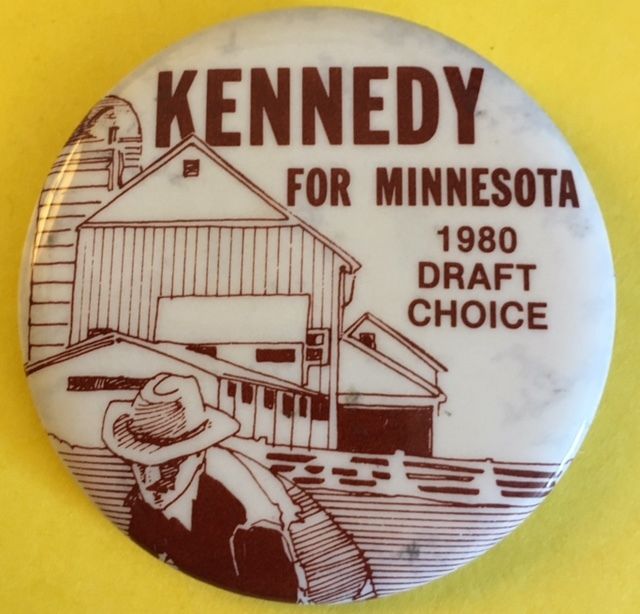 KENNEDY
FOR MINNESOTA
1980
DRAFT
CHOICE